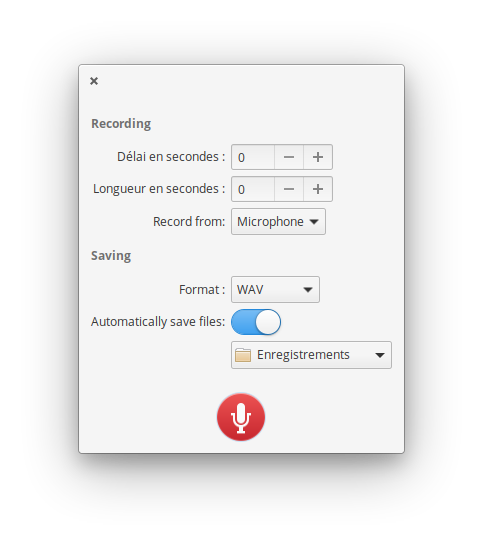 Recording
Délai en secondes : 0
Longueur en secondes : 0
Record from: Microphone
Saving
Format : WAV
Automatically save files:
Enregistrements